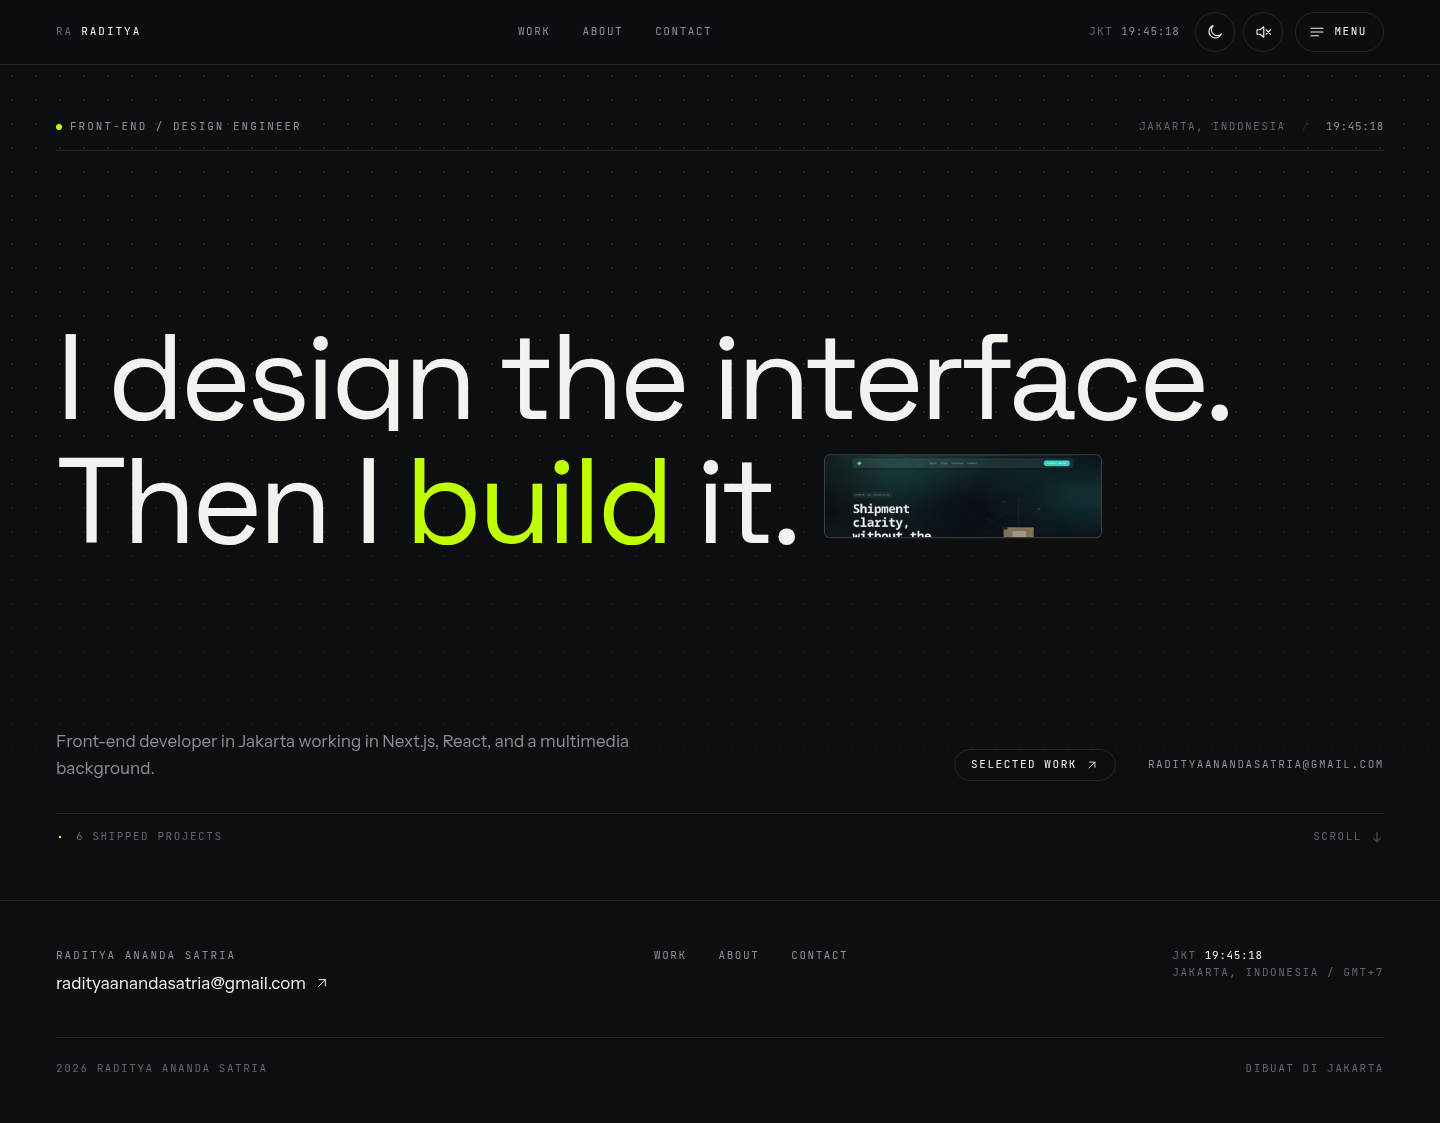 RA RADITYA
WORK ABOUT CONTACT
JKT 19:45:18
MENU
FRONT-END / DESIGN ENGINEER
JAKARTA, INDONESIA / 19:45:18
I design the interface.
Then I build it.
Shipment
clarity,
without the
Front-end developer in Jakarta working in Next.js, React, and a multimedia
background.
SELECTED WORK
RADITYAANANDASATRIA@GMAIL.COM
6 SHIPPED PROJECTS
SCROLL
RADITYA ANANDA SATRIA
radityaanandasatria@gmail.com
WORK ABOUT CONTACT
JKT 19:45:18
JAKARTA, INDONESIA / GMT+7
2026 RADITYA ANANDA SATRIA
DIBUAT DI JAKARTA